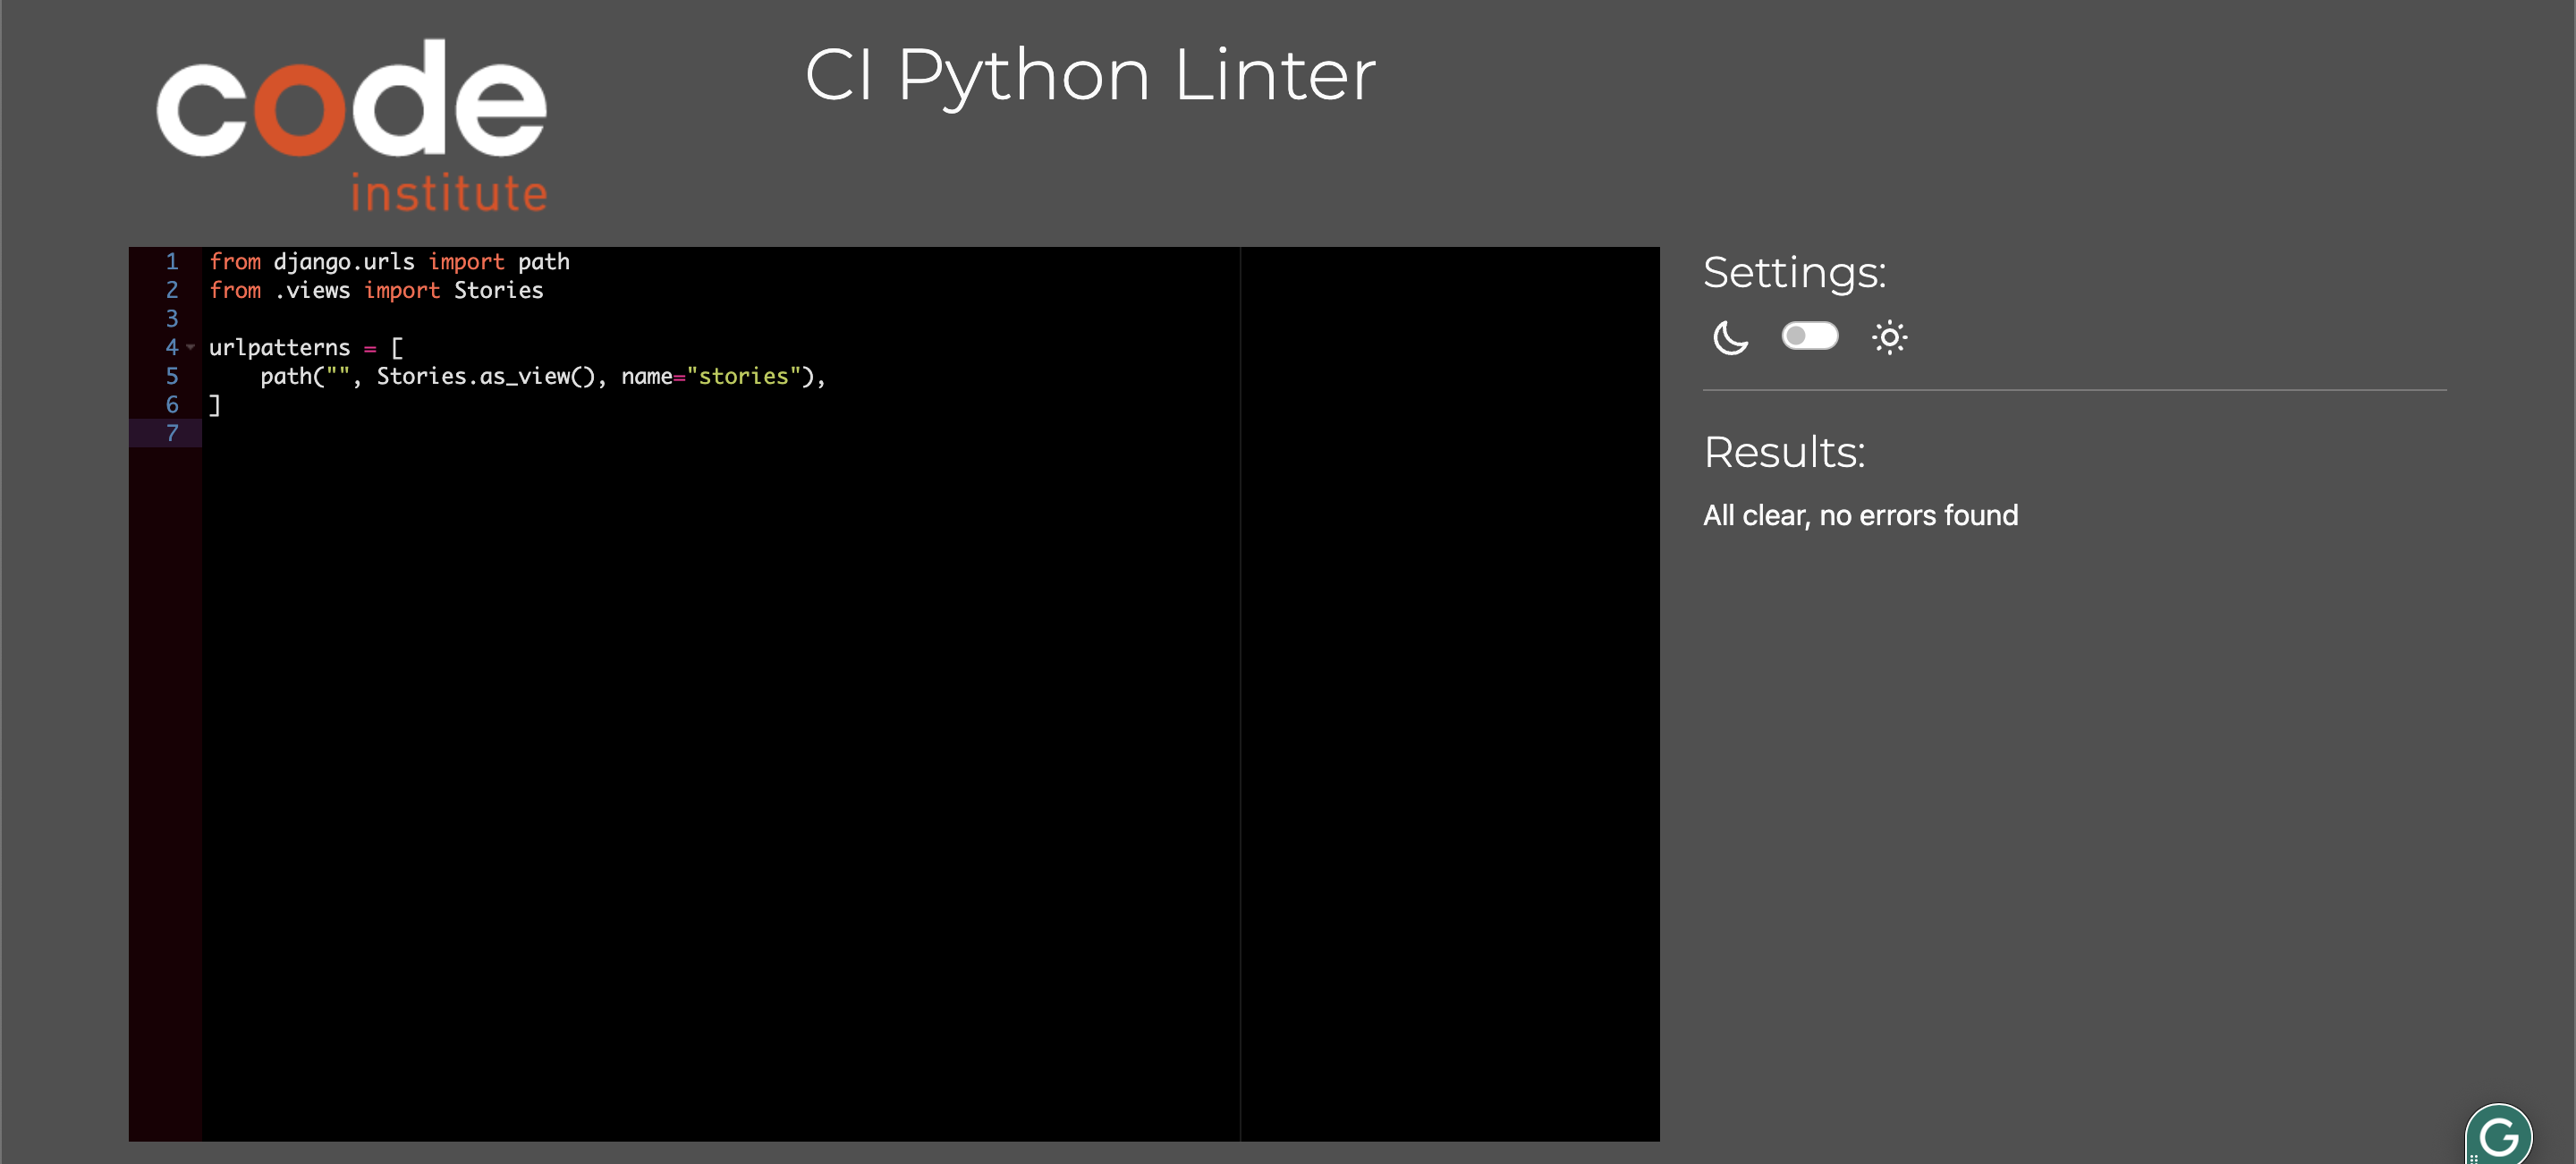 code
institute
CI Python Linter
1 from django.urls import path
2 from .views import Stories
3
4 urlpatterns = [
5     path("", Stories.as_view(), name="stories"),
6 ]
7
Settings:
Results:
All clear, no errors found
G